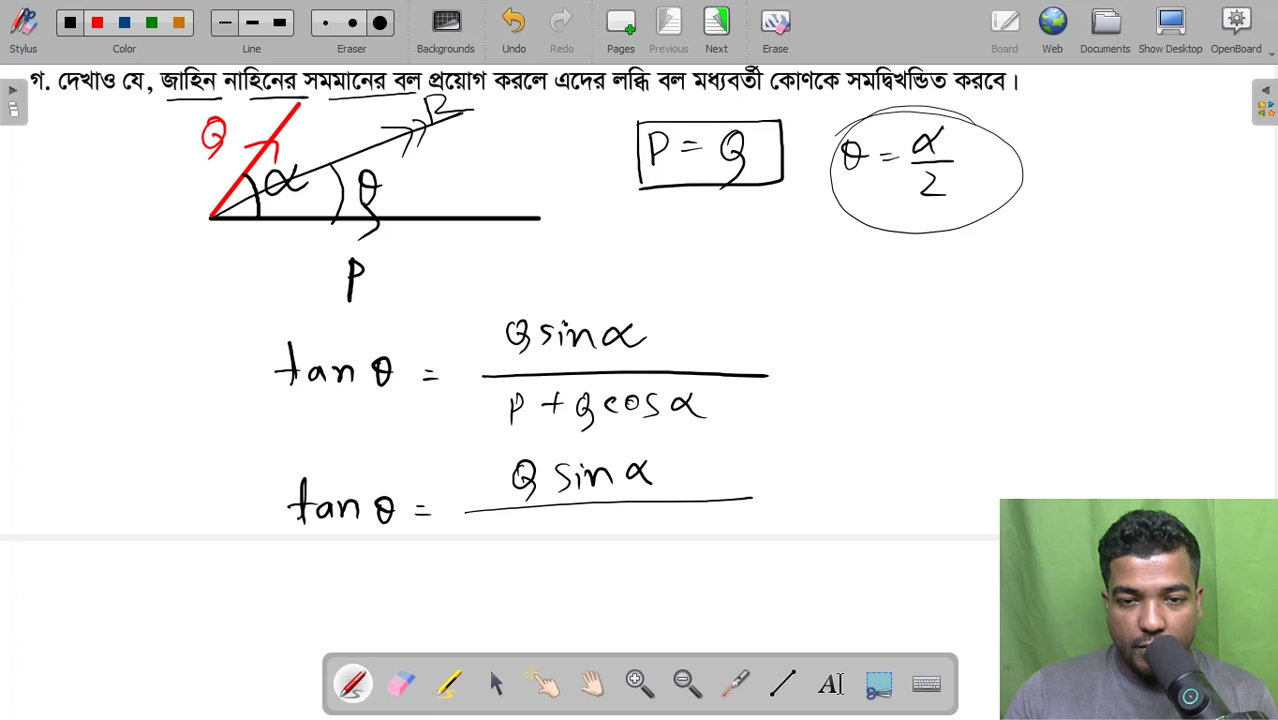 Stylus Color Line Eraser Backgrounds Undo Redo Pages Previous Next Erase Board Web Documents Show Desktop OpenBoard
গ. দেখাও যে, জাহিন নাহিনের সমমানের বল প্রয়োগ করলে এদের লব্ধি বল মধ্যবর্তী কোণকে সমদ্বিখন্ডিত করবে।
Q α R θ P
P = Q
θ = α/2
tan θ = Q sin α / P + Q cos α
tan θ = Q sin α